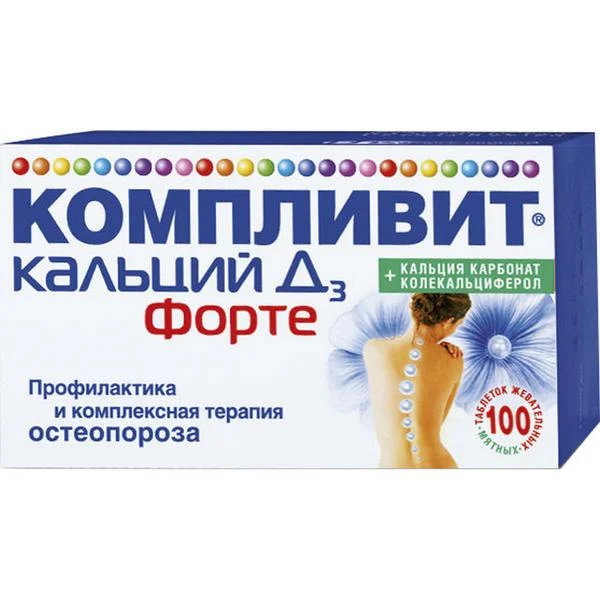 КОМПЛИВИТ®
кальций Д3
форте
+ КАЛЬЦИЯ КАРБОНАТ
КОЛЕКАЛЬЦИФЕРОЛ
Профилактика
и комплексная терапия
остеопороза
ТАБЛЕТОК ЖЕВАТЕЛЬНЫХ
100
•МЯТНЫХ•